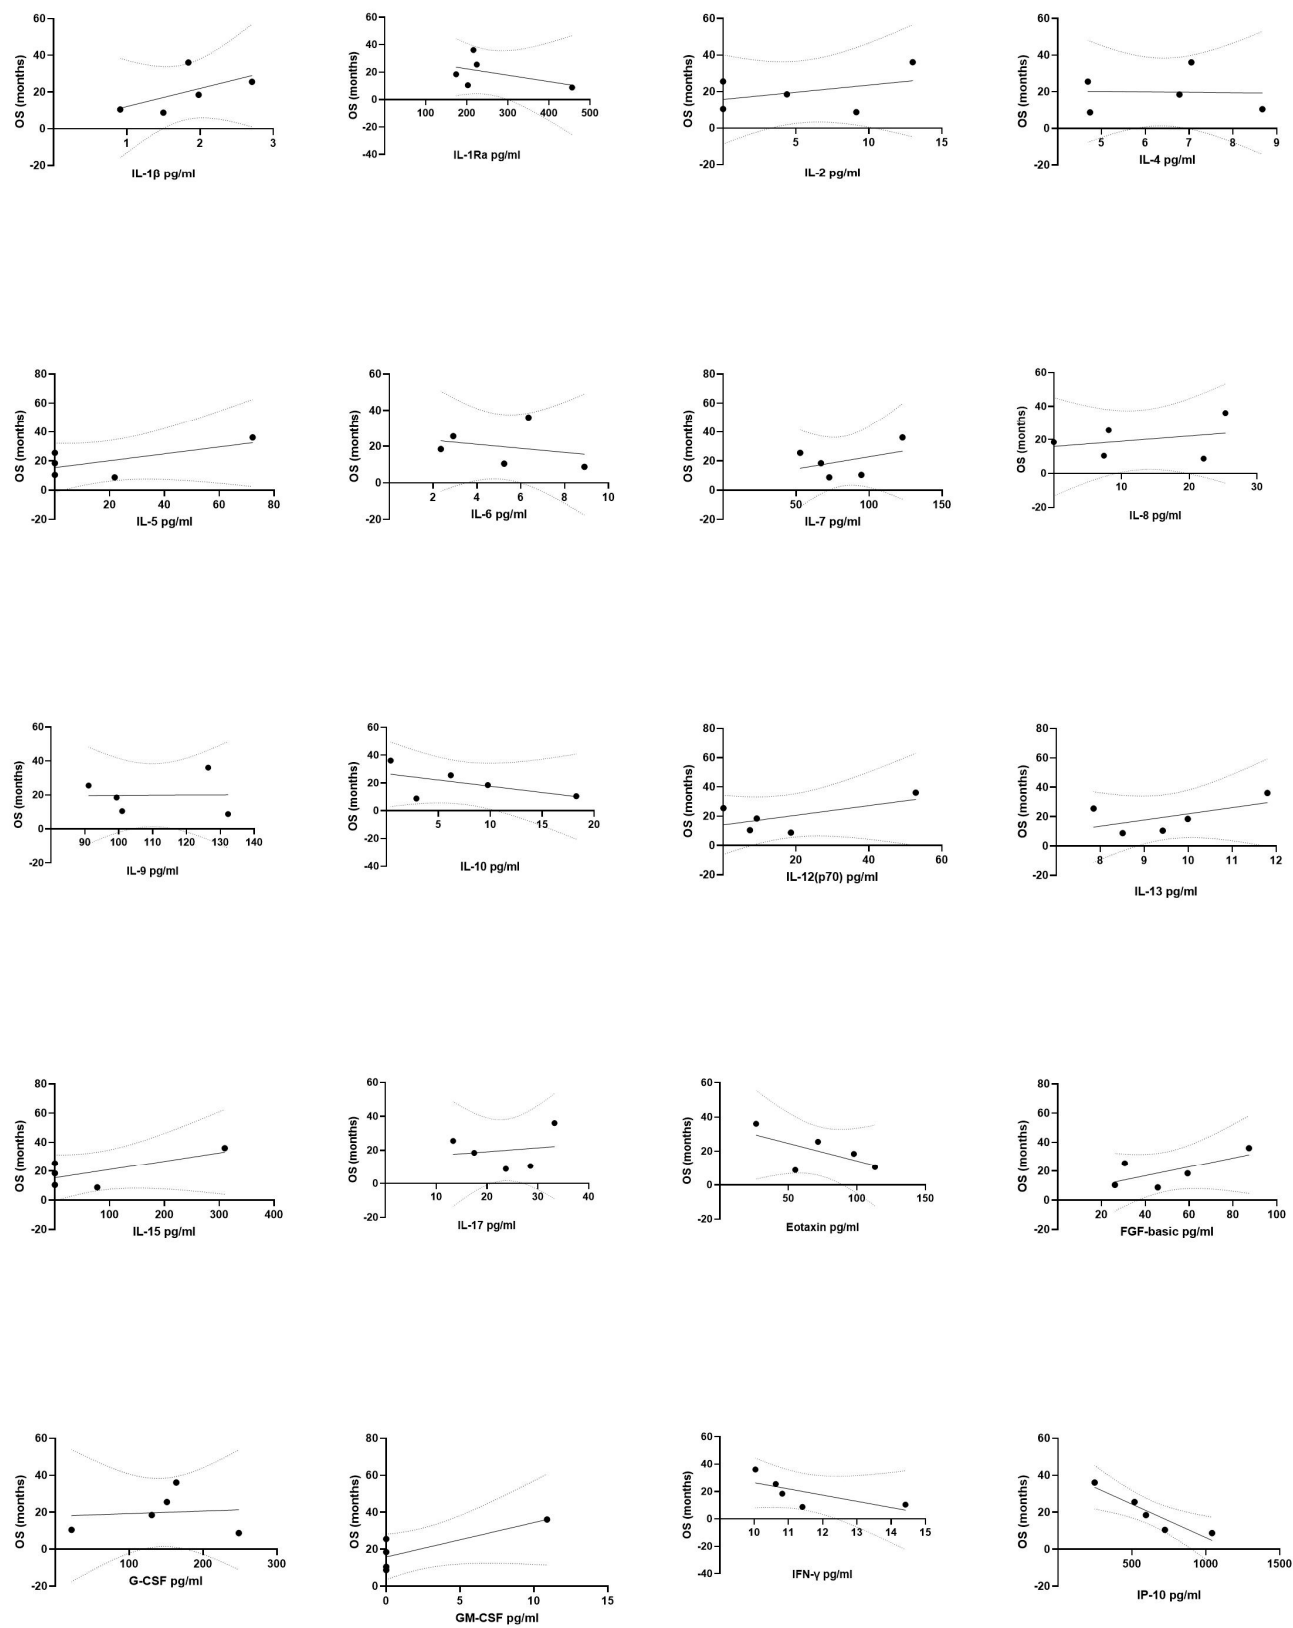 60
40
20
0
-20
OS (months)
1 2 3
IL-1β pg/ml
60
40
20
0
-20
-40
OS (months)
100 200 300 400 500
IL-1Ra pg/ml
60
40
20
0
-20
OS (months)
5 10 15
IL-2 pg/ml
60
40
20
0
-20
OS (months)
5 6 7 8 9
IL-4 pg/ml
80
60
40
20
0
-20
OS (months)
20 40 60 80
IL-5 pg/ml
60
40
20
0
-20
OS (months)
2 4 6 8 10
IL-6 pg/ml
80
60
40
20
0
-20
OS (months)
50 100 150
IL-7 pg/ml
60
40
20
0
-20
OS (months)
10 20 30
IL-8 pg/ml
60
40
20
0
-20
OS (months)
90 100 110 120 130 140
IL-9 pg/ml
60
40
20
0
-20
-40
OS (months)
5 10 15 20
IL-10 pg/ml
80
60
40
20
0
-20
OS (months)
20 40 60
IL-12(p70) pg/ml
80
60
40
20
0
-20
OS (months)
8 9 10 11 12
IL-13 pg/ml
80
60
40
20
0
-20
OS (months)
100 200 300 400
IL-15 pg/ml
60
40
20
0
-20
OS (months)
10 20 30 40
IL-17 pg/ml
60
40
20
0
-20
OS (months)
50 100 150
Eotaxin pg/ml
80
60
40
20
0
-20
OS (months)
20 40 60 80 100
FGF-basic pg/ml
60
40
20
0
-20
OS (months)
100 200 300
G-CSF pg/ml
80
60
40
20
0
OS (months)
0 5 10 15
GM-CSF pg/ml
60
40
20
0
-20
-40
OS (months)
10 11 12 13 14 15
IFN-γ pg/ml
60
40
20
0
-20
OS (months)
500 1000 1500
IP-10 pg/ml